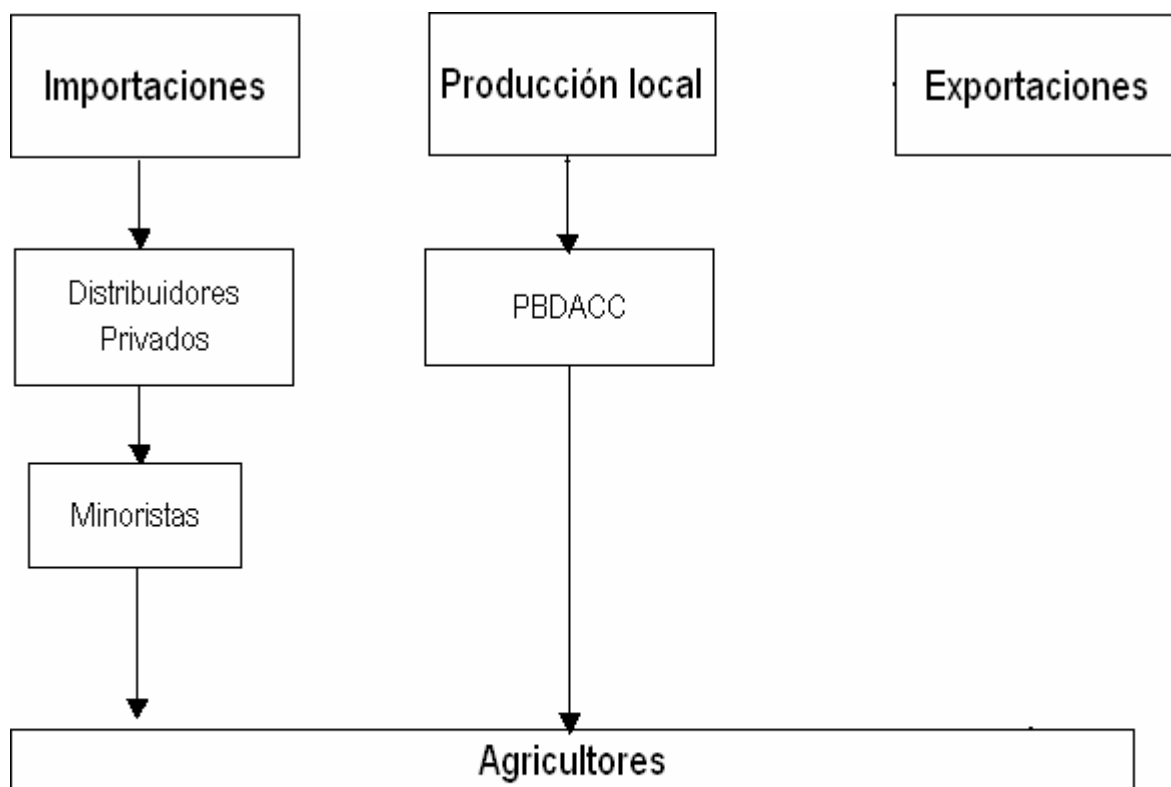 Importaciones
Producción local
Exportaciones
Distribuidores
Privados
PBDACC
Minoristas
Agricultores